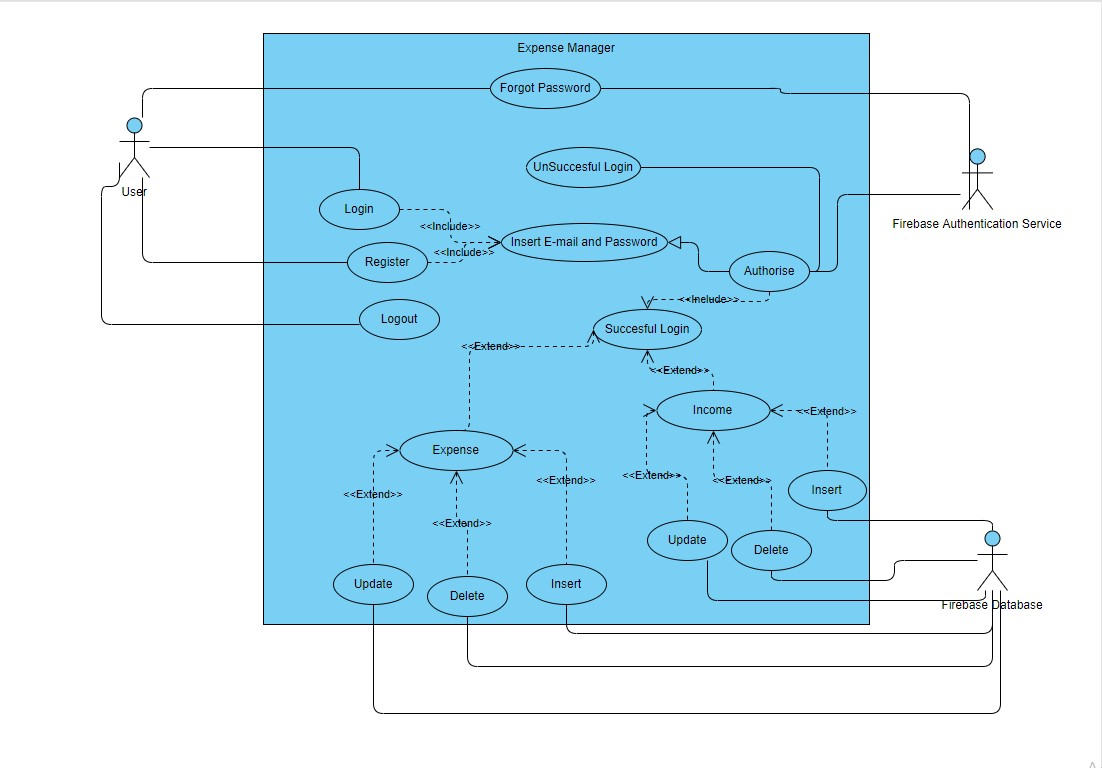 Expense Manager
Forgot Password
UnSuccesful Login
User
Login
<<Include>>
Firebase Authentication Service
Insert E-mail and Password
<<Include>>
Register
Authorise
<<Include>>
Logout
Succesful Login
<<Extend>>
<<Extend>>
Income
<<Extend>>
Expense
<<Extend>>
<<Extend>>
<<Extend>>
Insert
<<Extend>>
<<Extend>>
Update
Delete
Update
Delete
Insert
Firebase Database